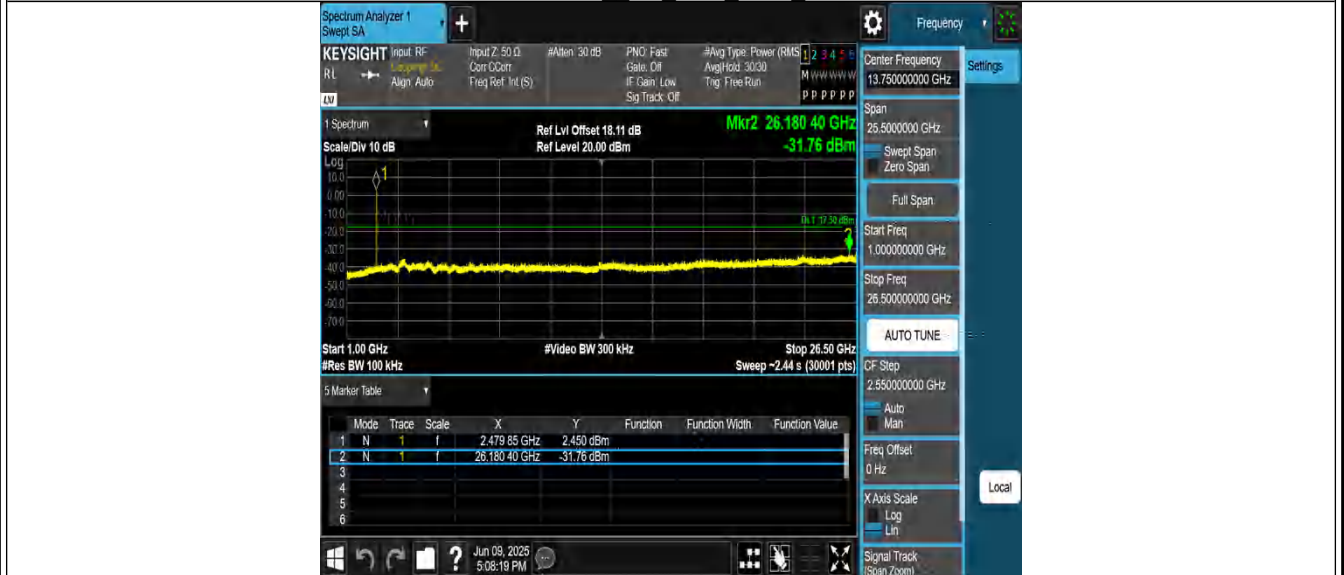 Spectrum Analyzer 1
Swept SA
+
Frequency
KEYSIGHT
RL
LXI
Input: RF
Align: Auto
Input Z: 50 Ω
Corr CCorr
Freq Ref: Int (S)
#Atten: 30 dB
PNO: Fast
Gate: Off
IF Gain: Low
Sig Track: Off
#Avg Type: Power (RMS
Avg|Hold: 30/30
Trig: Free Run
1 2 3 4 5 6
M W W W W W
P P P P P P
1 Spectrum
Scale/Div 10 dB
Ref Lvl Offset 18.11 dB
Ref Level 20.00 dBm
Mkr2 26.180 40 GHz
-31.76 dBm
Log
10.0
0.00
-10.0
-20.0
-30.0
-40.0
-50.0
-60.0
-70.0
1
2
Start 1.00 GHz
#Res BW 100 kHz
#Video BW 300 kHz
Stop 26.50 GHz
Sweep ~2.44 s (30001 pts)
5 Marker Table
Mode Trace Scale X Y Function Function Width Function Value
1 N 1 f 2.479 85 GHz 2.450 dBm
2 N 1 f 26.180 40 GHz -31.76 dBm
3
4
5
6
?
Jun 09, 2025
5:08:19 PM
Center Frequency
13.750000000 GHz
Settings
Span
25.5000000 GHz
Swept Span
Zero Span
Full Span
Start Freq
1.000000000 GHz
Stop Freq
26.500000000 GHz
AUTO TUNE
CF Step
2.550000000 GHz
Auto
Man
Freq Offset
0 Hz
X Axis Scale
Log
Lin
Local
Signal Track
(Span Zoom)